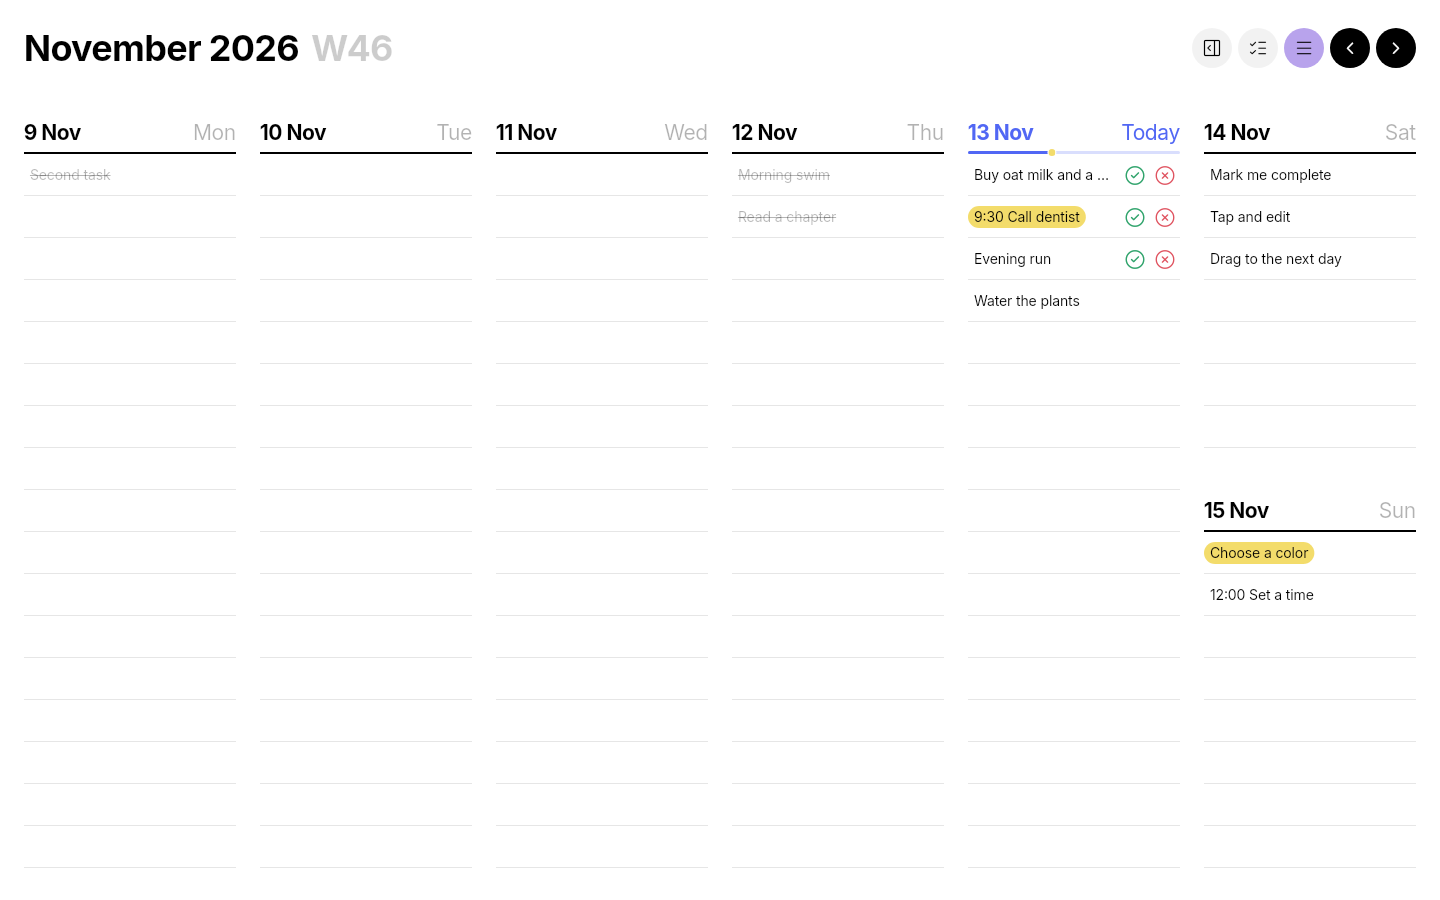 November 2026 W46
9 Nov Mon
Second task
10 Nov Tue
11 Nov Wed
12 Nov Thu
Morning swim
Read a chapter
13 Nov Today
Buy oat milk and a ...
9:30 Call dentist
Evening run
Water the plants
14 Nov Sat
Mark me complete
Tap and edit
Drag to the next day
15 Nov Sun
Choose a color
12:00 Set a time